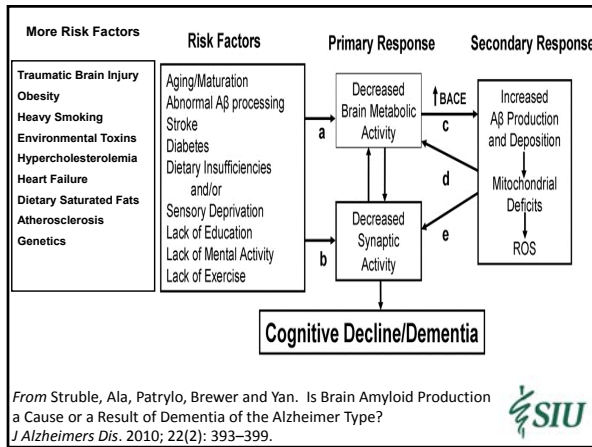 More Risk Factors
Traumatic Brain Injury
Obesity
Heavy Smoking
Environmental Toxins
Hypercholesterolemia
Heart Failure
Dietary Saturated Fats
Atherosclerosis
Genetics
Risk Factors
Aging/Maturation
Abnormal Aβ processing
Stroke
Diabetes
Dietary Insufficiencies
and/or
Sensory Deprivation
Lack of Education
Lack of Mental Activity
Lack of Exercise
a
b
Primary Response
Decreased
Brain Metabolic
Activity
Decreased
Synaptic
Activity
↑BACE
c
d
e
Secondary Response
Increased
Aβ Production
and Deposition
Mitochondrial
Deficits
ROS
Cognitive Decline/Dementia
From Struble, Ala, Patrylo, Brewer and Yan. Is Brain Amyloid Production
a Cause or a Result of Dementia of the Alzheimer Type?
J Alzheimers Dis. 2010; 22(2): 393–399.
SIU